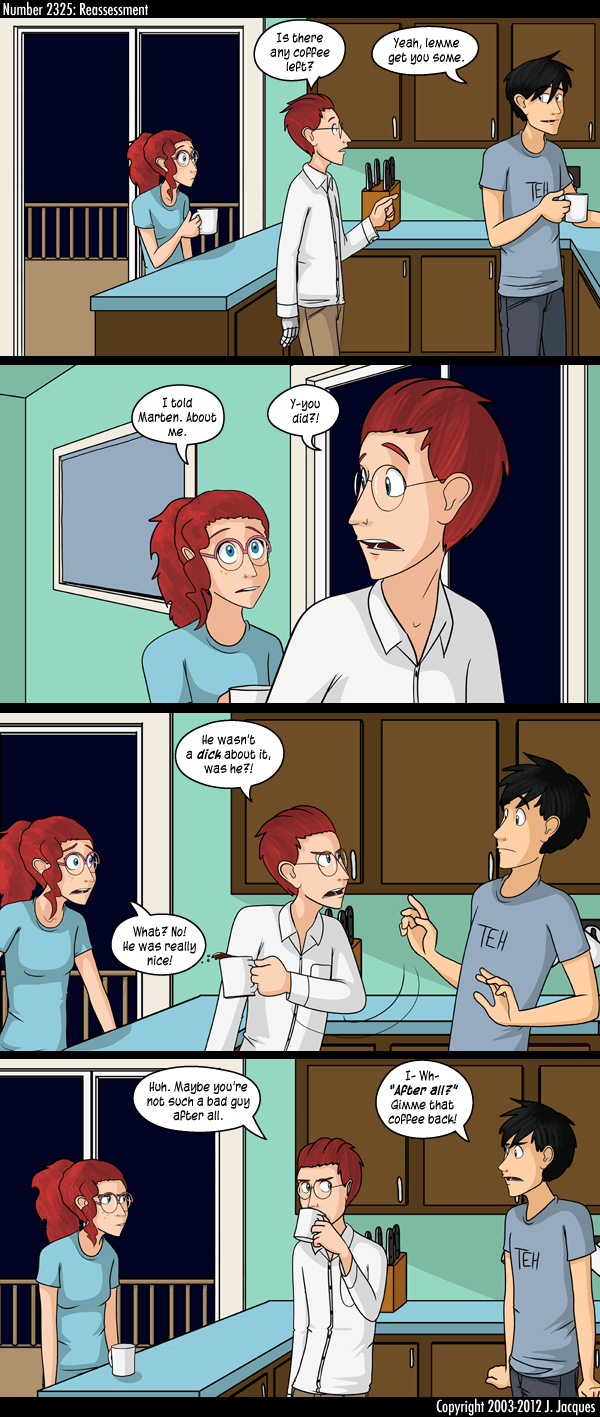 Number 2325: Reassessment
Is there
any coffee
left?
Yeah, lemme
get you some.
TEH
I told
Marten. About
me.
Y-you
did?!
He wasn't
a dick about it,
was he?!
What? No!
He was really
nice!
TEH
Huh. Maybe you're
not such a bad guy
after all.
I- Wh-
"After all?"
Gimme that
coffee back!
TEH
Copyright 2003-2012 J. Jacques